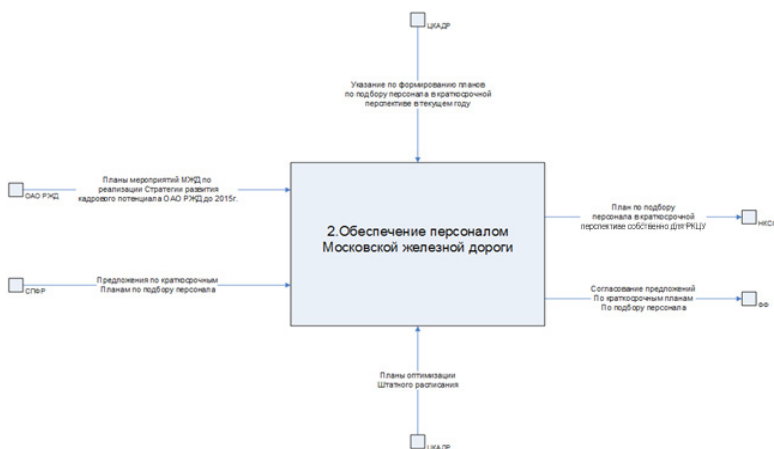 ЦКАДР
Указание по формированию планов
по подбору персонала в краткосрочной
перспективе в текущем году
Планы мероприятий МЖД по
реализации Стратегии развития
кадрового потенциала ОАО РЖД до 2015г.
ОАО РЖД
2.Обеспечение персоналом
Московской железной дороги
План по подбору
персонала в краткосрочной
перспективе собственно для РКЦУ
Предложения по краткосрочным
Планам по подбору персонала
СПФР
Согласование предложений
По краткосрочным планам
По подбору персонала
ФФ
Планы оптимизации
Штатного расписания
ЦКАДР